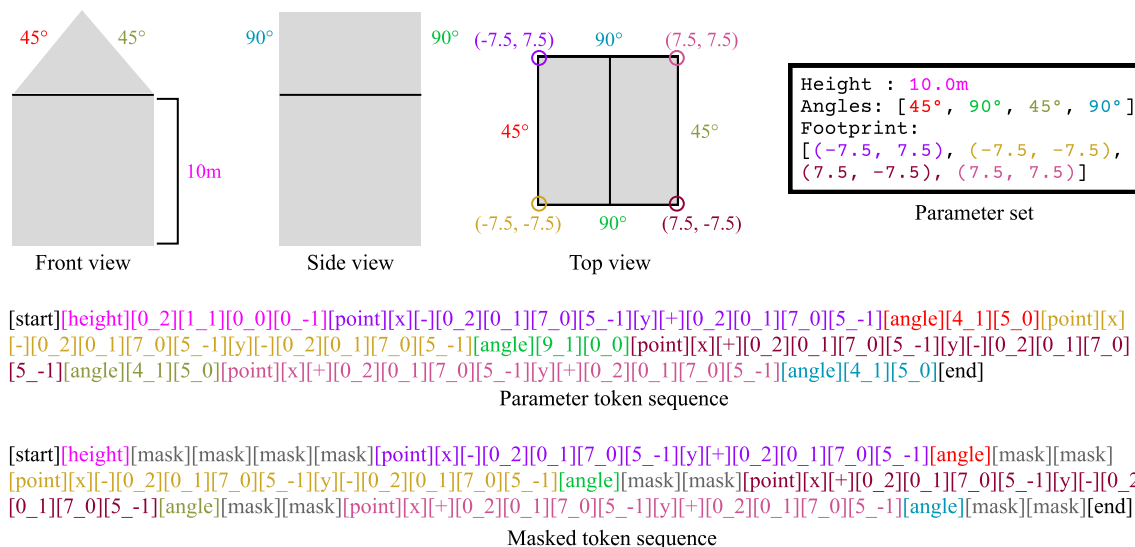 45° 45°
10m
Front view
90° 90°
Side view
(-7.5, 7.5) 90° (7.5, 7.5)
45° 45°
(-7.5, -7.5) 90° (7.5, -7.5)
Top view
Height : 10.0m
Angles: [45°, 90°, 45°, 90°]
Footprint:
[(-7.5, 7.5), (-7.5, -7.5),
(7.5, -7.5), (7.5, 7.5)]
Parameter set
[start][height][0_2][1_1][0_0][0_-1][point][x][-][0_2][0_1][7_0][5_-1][y][+][0_2][0_1][7_0][5_-1][angle][4_1][5_0][point][x]
[-][0_2][0_1][7_0][5_-1][y][-][0_2][0_1][7_0][5_-1][angle][9_1][0_0][point][x][+][0_2][0_1][7_0][5_-1][y][-][0_2][0_1][7_0]
[5_-1][angle][4_1][5_0][point][x][+][0_2][0_1][7_0][5_-1][y][+][0_2][0_1][7_0][5_-1][angle][4_1][5_0][end]
Parameter token sequence
[start][height][mask][mask][mask][mask][point][x][-][0_2][0_1][7_0][5_-1][y][+][0_2][0_1][7_0][5_-1][angle][mask][mask]
[point][x][-][0_2][0_1][7_0][5_-1][y][-][0_2][0_1][7_0][5_-1][angle][mask][mask][point][x][+][0_2][0_1][7_0][5_-1][y][-][0_2
[0_1][7_0][5_-1][angle][mask][mask][point][x][+][0_2][0_1][7_0][5_-1][y][+][0_2][0_1][7_0][5_-1][angle][mask][mask][end]
Masked token sequence